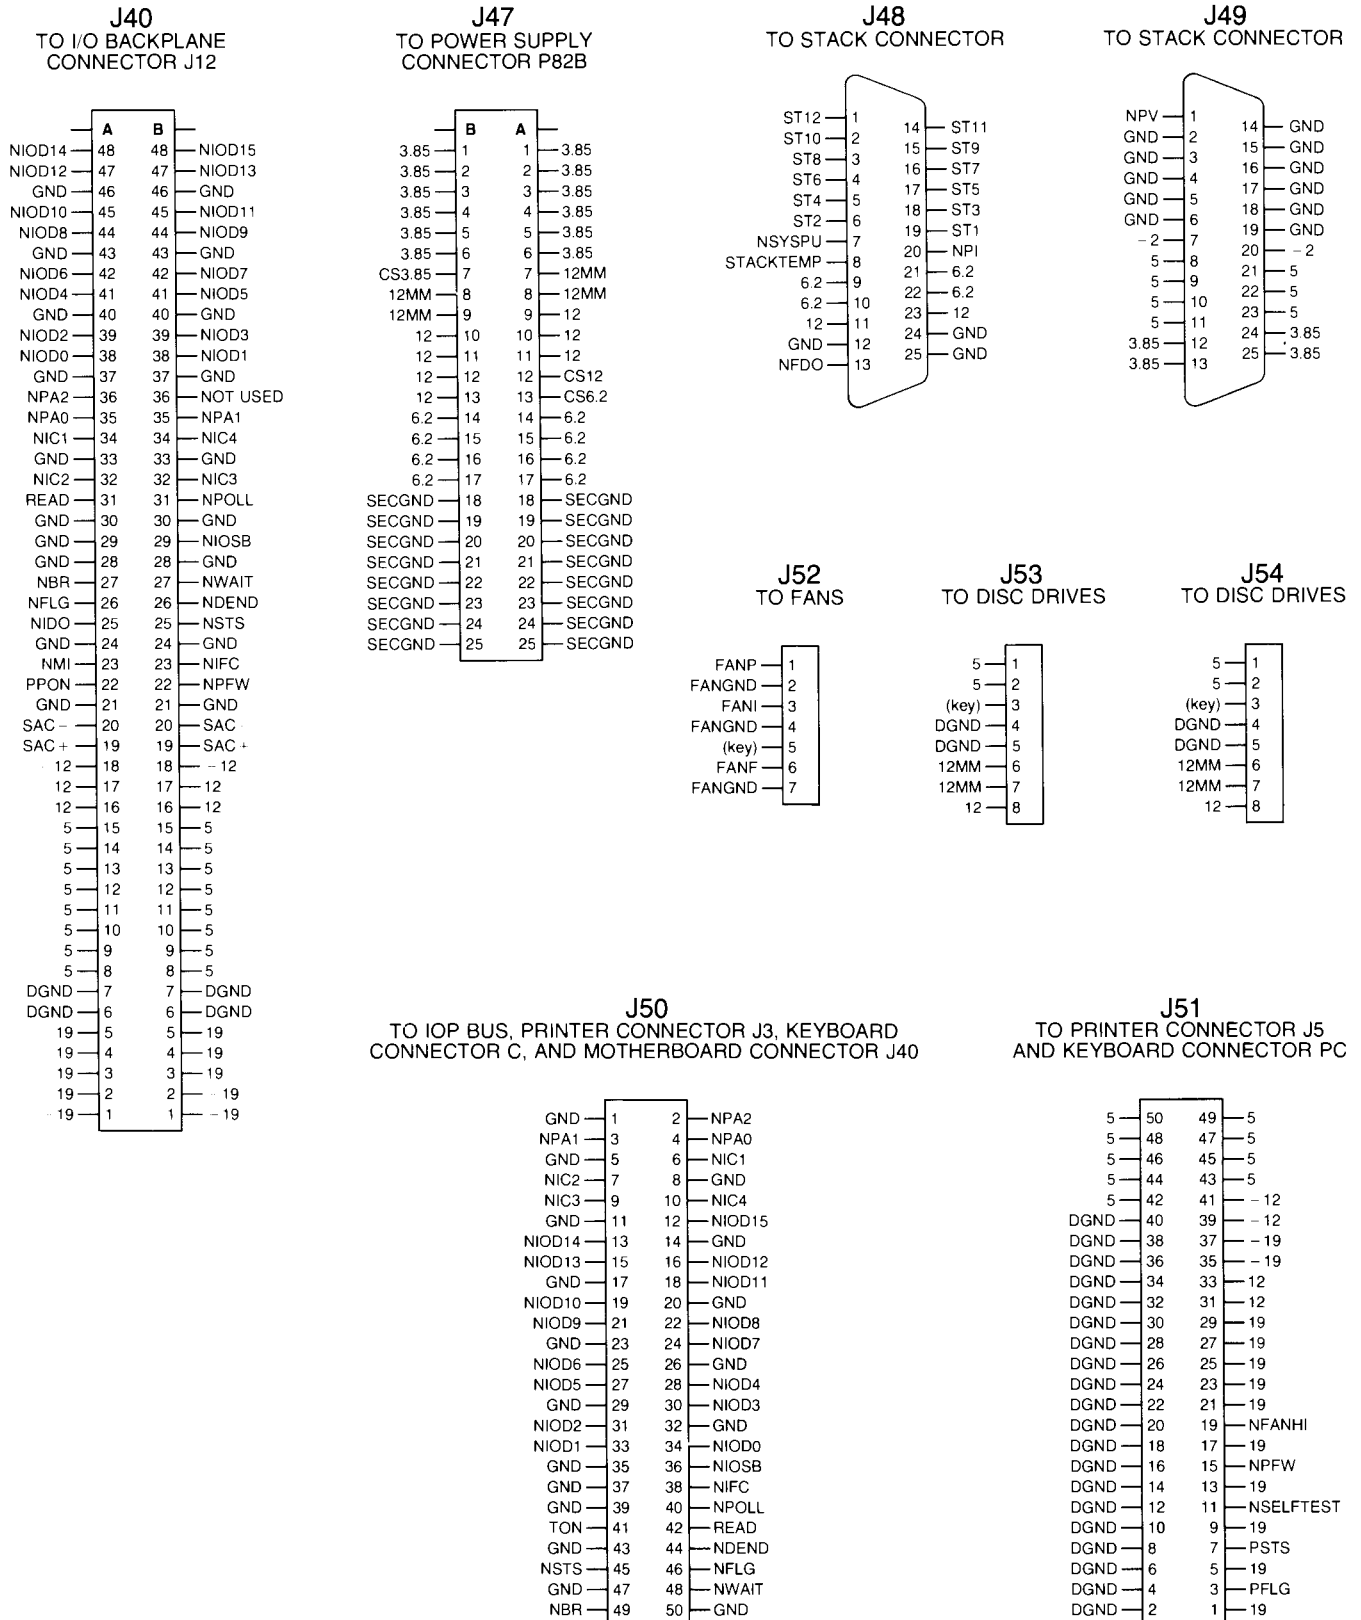 J40
TO I/O BACKPLANE
CONNECTOR J12
A B
NIOD14 48 48 NIOD15
NIOD12 47 47 NIOD13
GND 46 46 GND
NIOD10 45 45 NIOD11
NIOD8 44 44 NIOD9
GND 43 43 GND
NIOD6 42 42 NIOD7
NIOD4 41 41 NIOD5
GND 40 40 GND
NIOD2 39 39 NIOD3
NIOD0 38 38 NIOD1
GND 37 37 GND
NPA2 36 36 NOT USED
NPA0 35 35 NPA1
NIC1 34 34 NIC4
GND 33 33 GND
NIC2 32 32 NIC3
READ 31 31 NPOLL
GND 30 30 GND
GND 29 29 NIOSB
GND 28 28 GND
NBR 27 27 NWAIT
NFLG 26 26 NDEND
NIDO 25 25 NSTS
GND 24 24 GND
NMI 23 23 NIFC
PPON 22 22 NPFW
GND 21 21 GND
SAC - 20 20 SAC
SAC + 19 19 SAC +
12 18 18 - 12
12 17 17 12
12 16 16 12
5 15 15 5
5 14 14 5
5 13 13 5
5 12 12 5
5 11 11 5
5 10 10 5
5 9 9 5
5 8 8 5
DGND 7 7 DGND
DGND 6 6 DGND
19 5 5 19
19 4 4 19
19 3 3 19
19 2 2 - 19
- 19 1 1 - 19
J47
TO POWER SUPPLY
CONNECTOR P82B
B A
3.85 1 1 3.85
3.85 2 2 3.85
3.85 3 3 3.85
3.85 4 4 3.85
3.85 5 5 3.85
3.85 6 6 3.85
CS3.85 7 7 12MM
12MM 8 8 12MM
12MM 9 9 12
12 10 10 12
12 11 11 12
12 12 12 CS12
12 13 13 CS6.2
6.2 14 14 6.2
6.2 15 15 6.2
6.2 16 16 6.2
6.2 17 17 6.2
SECGND 18 18 SECGND
SECGND 19 19 SECGND
SECGND 20 20 SECGND
SECGND 21 21 SECGND
SECGND 22 22 SECGND
SECGND 23 23 SECGND
SECGND 24 24 SECGND
SECGND 25 25 SECGND
J48
TO STACK CONNECTOR
ST12 1 14 ST11
ST10 2 15 ST9
ST8 3 16 ST7
ST6 4 17 ST5
ST4 5 18 ST3
ST2 6 19 ST1
NSYSPU 7 20 NPI
STACKTEMP 8 21 6.2
6.2 9 22 6.2
6.2 10 23 12
12 11 24 GND
GND 12 25 GND
NFDO 13
J49
TO STACK CONNECTOR
NPV 1 14 GND
GND 2 15 GND
GND 3 16 GND
GND 4 17 GND
GND 5 18 GND
GND 6 19 GND
-2 7 20 -2
5 8 21 5
5 9 22 5
5 10 23 5
5 11 24 3.85
3.85 12 25 3.85
3.85 13
J52
TO FANS
FANP 1
FANGND 2
FANI 3
FANGND 4
(key) 5
FANF 6
FANGND 7
J53
TO DISC DRIVES
5 1
5 2
(key) 3
DGND 4
DGND 5
12MM 6
12MM 7
12 8
J54
TO DISC DRIVES
5 1
5 2
(key) 3
DGND 4
DGND 5
12MM 6
12MM 7
12 8
J50
TO IOP BUS, PRINTER CONNECTOR J3, KEYBOARD
CONNECTOR C, AND MOTHERBOARD CONNECTOR J40
GND 1 2 NPA2
NPA1 3 4 NPA0
GND 5 6 NIC1
NIC2 7 8 GND
NIC3 9 10 NIC4
GND 11 12 NIOD15
NIOD14 13 14 GND
NIOD13 15 16 NIOD12
GND 17 18 NIOD11
NIOD10 19 20 GND
NIOD9 21 22 NIOD8
GND 23 24 NIOD7
NIOD6 25 26 GND
NIOD5 27 28 NIOD4
GND 29 30 NIOD3
NIOD2 31 32 GND
NIOD1 33 34 NIOD0
GND 35 36 NIOSB
GND 37 38 NIFC
GND 39 40 NPOLL
TON 41 42 READ
GND 43 44 NDEND
NSTS 45 46 NFLG
GND 47 48 NWAIT
NBR 49 50 GND
J51
TO PRINTER CONNECTOR J5
AND KEYBOARD CONNECTOR PC
5 50 49 5
5 48 47 5
5 46 45 5
5 44 43 5
5 42 41 -12
DGND 40 39 -12
DGND 38 37 -19
DGND 36 35 -19
DGND 34 33 12
DGND 32 31 12
DGND 30 29 19
DGND 28 27 19
DGND 26 25 19
DGND 24 23 19
DGND 22 21 19
DGND 20 19 NFANHI
DGND 18 17 19
DGND 16 15 NPFW
DGND 14 13 19
DGND 12 11 NSELFTEST
DGND 10 9 19
DGND 8 7 PSTS
DGND 6 5 19
DGND 4 3 PFLG
DGND 2 1 19